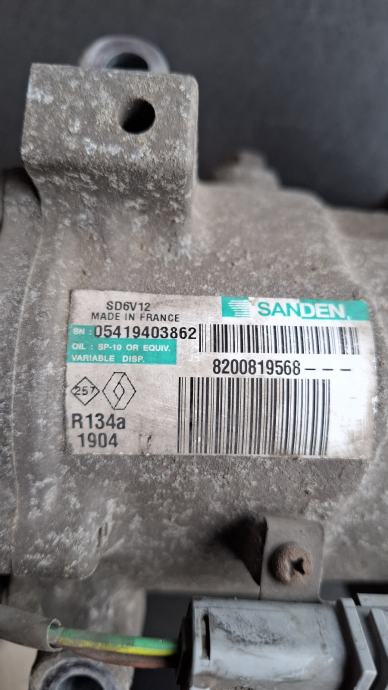 SD6V12
MADE IN FRANCE
SANDEN
SN : 05419403862
OIL : SP-10 OR EQUIV.
VARIABLE DISP.
8200819568---
257
R134a
1904